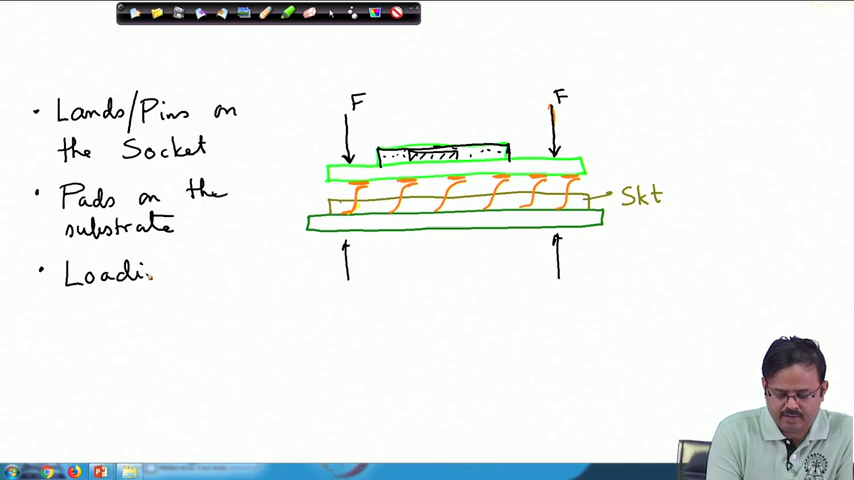 · Lands/Pins on
the Socket
· Pads on the
substrate
· Loadi
F
F
Skt